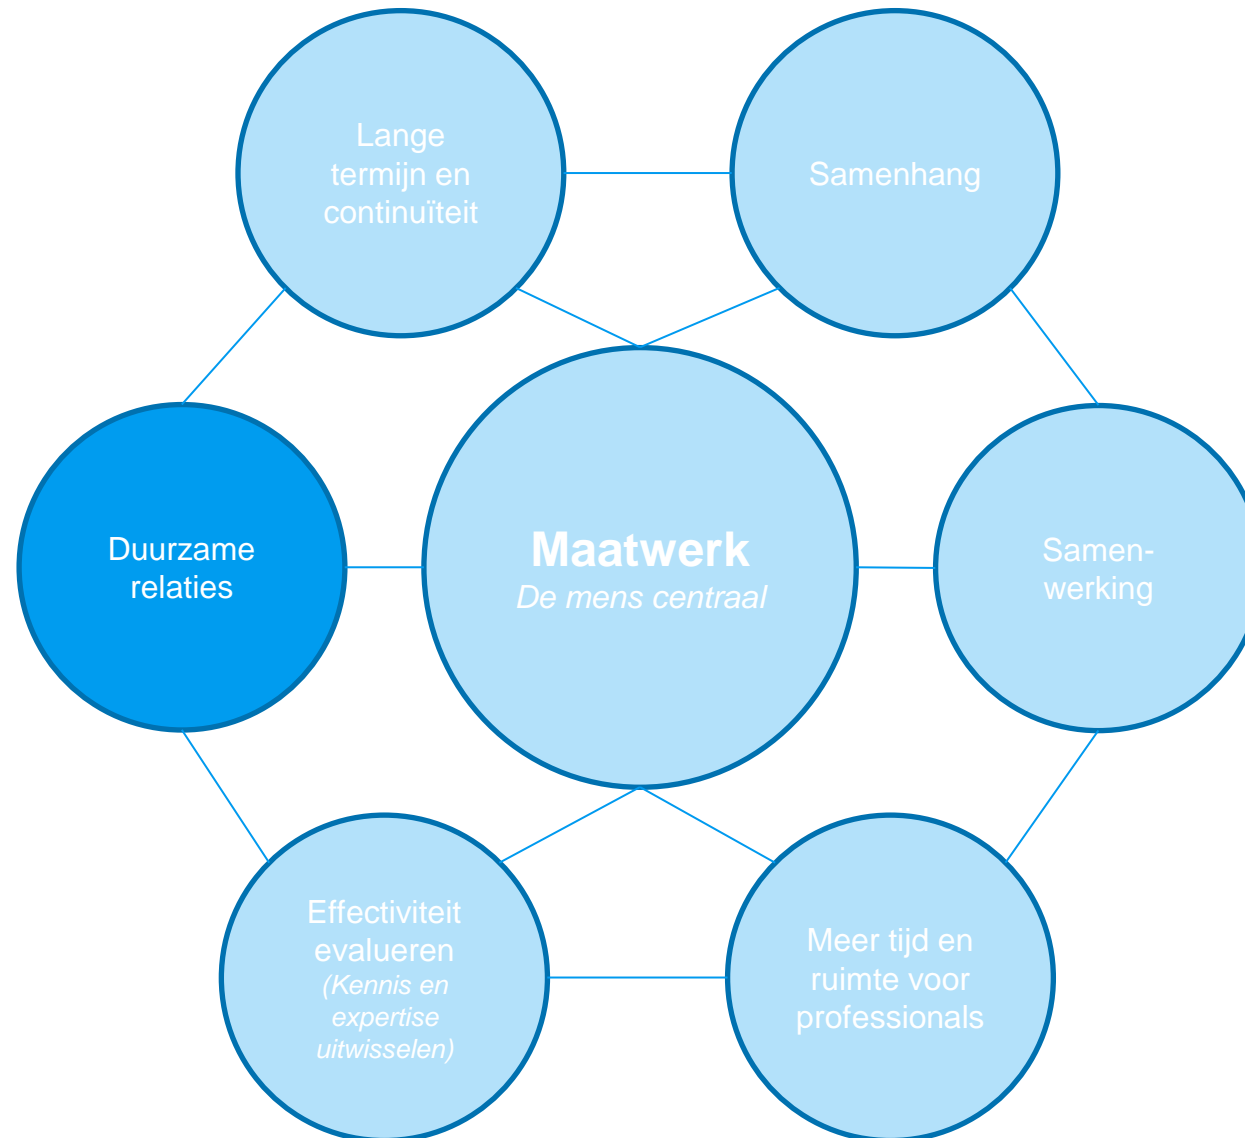 Lange
termijn en
continuïteit
Samenhang
Duurzame
relaties
Maatwerk
De mens centraal
Samen-
werking
Effectiviteit
evalueren
(Kennis en
expertise
uitwisselen)
Meer tijd en
ruimte voor
professionals